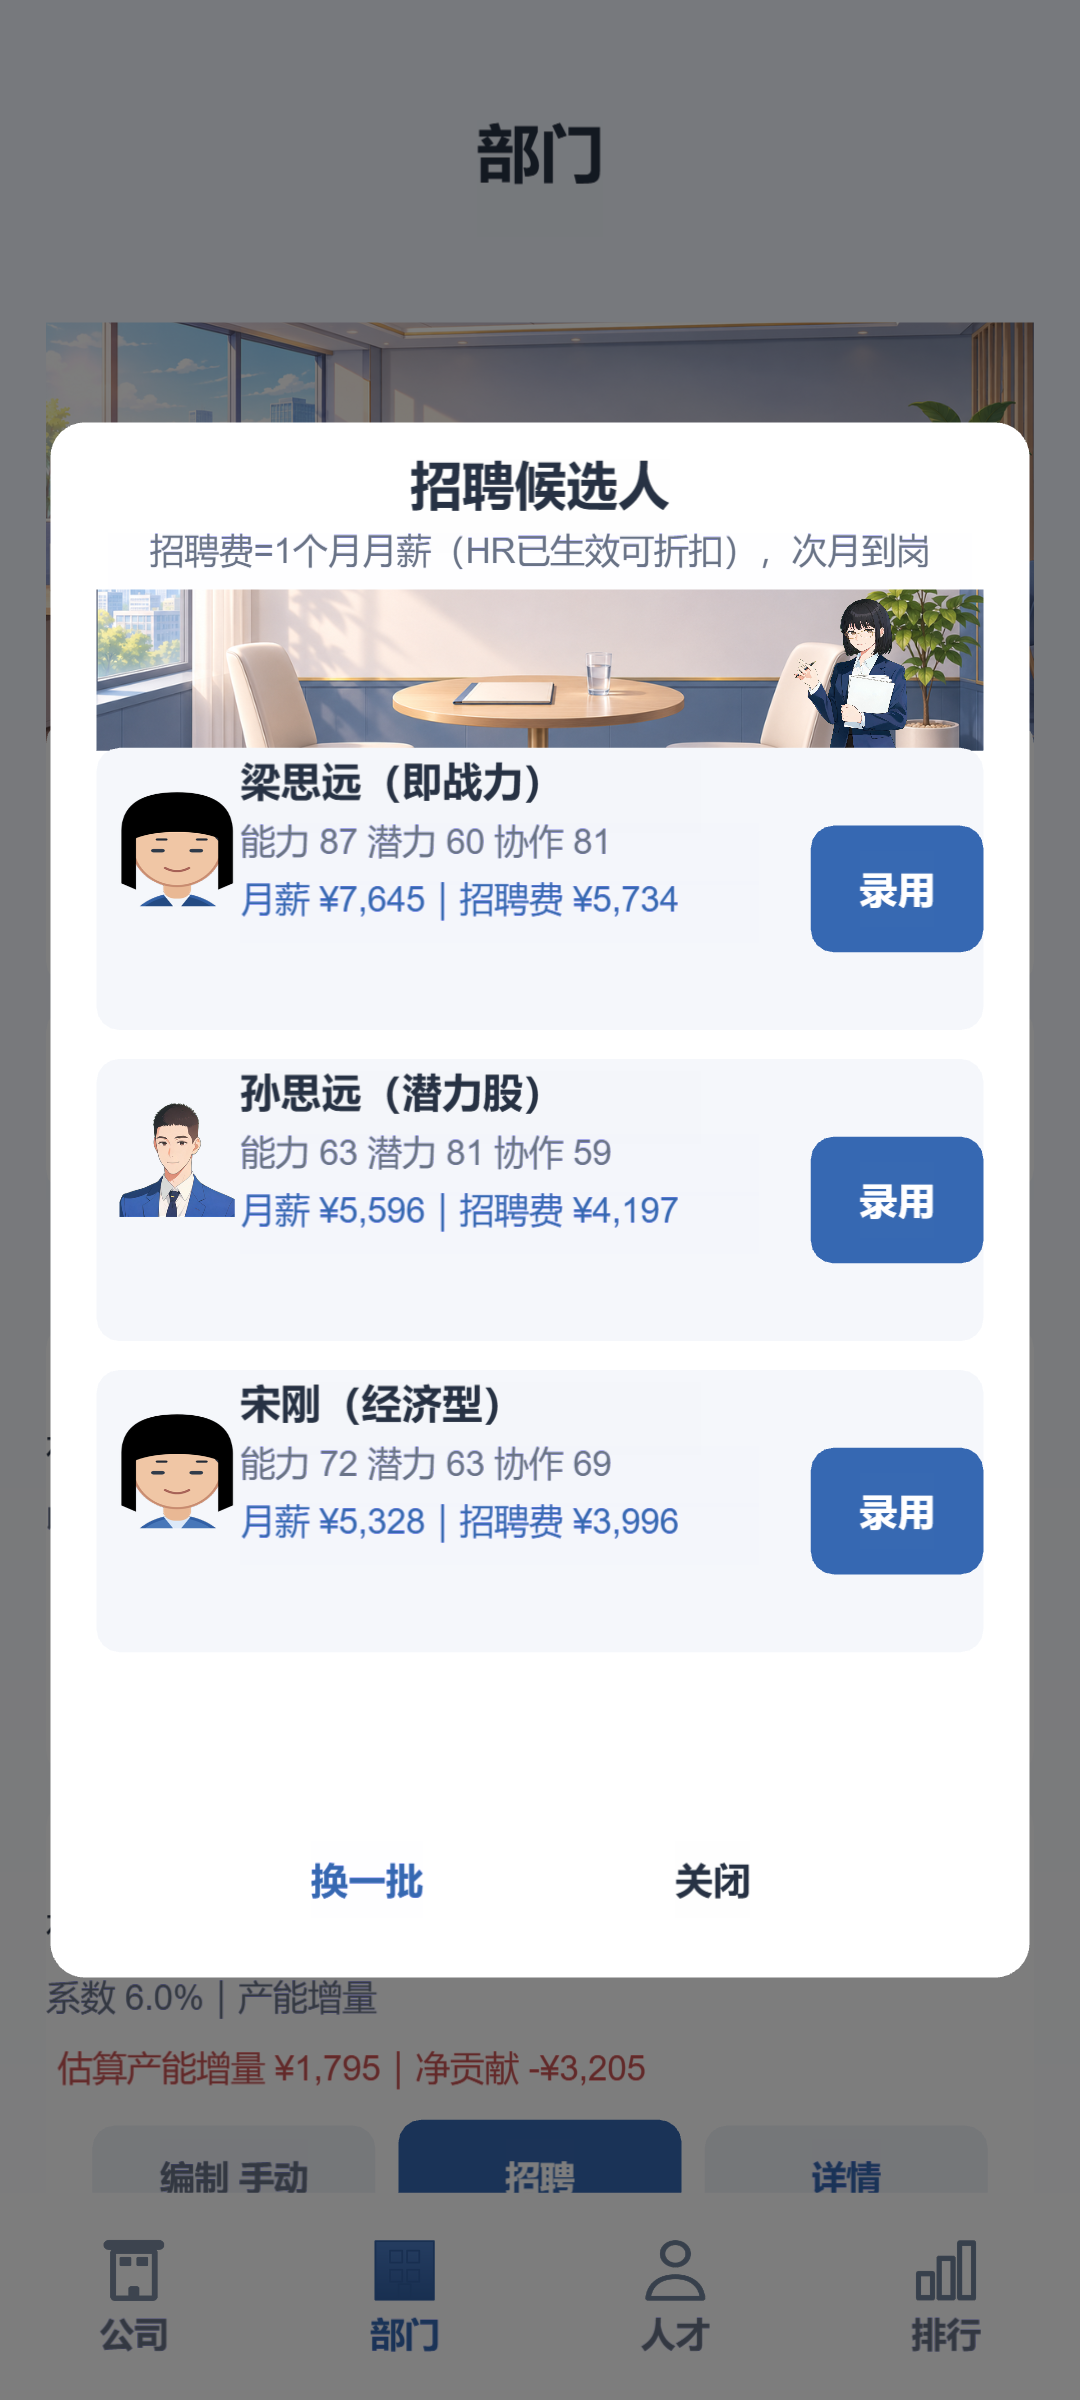 部门
招聘候选人
招聘费=1个月月薪（HR已生效可折扣），次月到岗
梁思远（即战力）
能力 87 潜力 60 协作 81
月薪 ¥7,645 | 招聘费 ¥5,734
录用
孙思远（潜力股）
能力 63 潜力 81 协作 59
月薪 ¥5,596 | 招聘费 ¥4,197
录用
宋刚（经济型）
能力 72 潜力 63 协作 69
月薪 ¥5,328 | 招聘费 ¥3,996
录用
换一批 关闭
系数 6.0% | 产能增量
估算产能增量 ¥1,795 | 净贡献 -¥3,205
编制 手动 招聘 详情
公司 部门 人才 排行